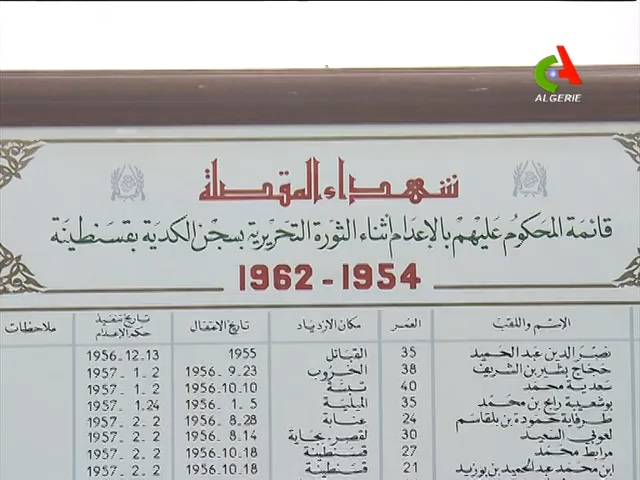 ALGERIE
شهداء المقصلة
قائمة المحكوم عليهم بالإعدام أثناء الثورة التحريرية بسجن الكدية بقسنطينة
1962 - 1954
الإسم واللقب العمر مكان الازدياد تاريخ الاعتقال تاريخ تنفيذ حكم الإعدام ملاحظات
نصر الدين عبد الحميد 35 القبائل 1955 1956-12-13
حجاج بشير بن الشريف 38 الخروب 1956-9-23 1957-1-2
سعدية محمد 40 تبسة 1956-10-10 1957-1-2
بوشعيبة رابح بن محمد 35 الميلية 1956-1-5 1957-1-24
طرفاية حمودة بن بلقاسم 24 عنابة 1956-8-28 1957-2-2
لعوبي السعيد 30 لقصر-بجاية 1956-8-14 1957-2-2
مرابط محمد 27 قسنطينة 1956-10-18 1957-2-2
ابن محمد عبد الحميد بن بوزيد 21 قسنطينة 1956-10-18 1957-2-2